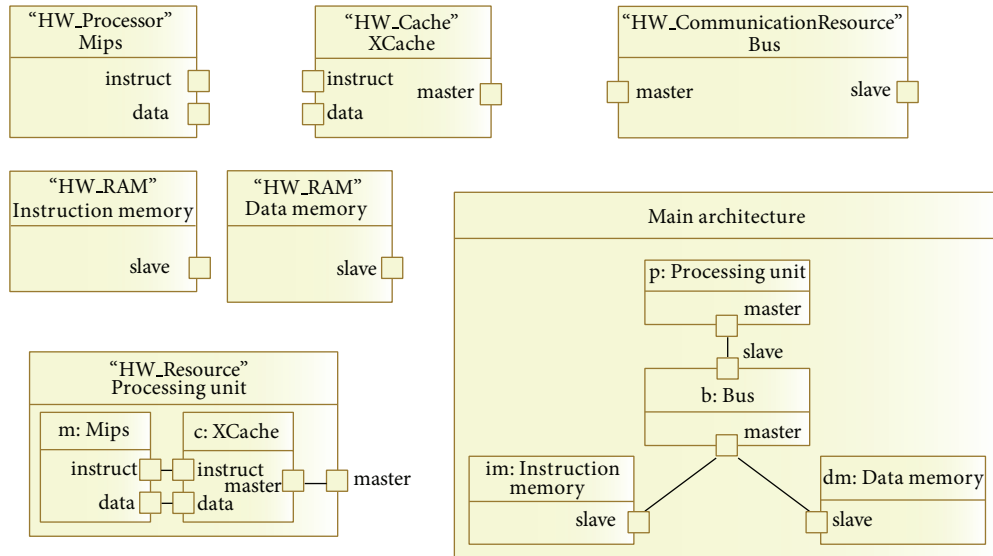 “HW_Processor”
Mips
instruct
data
“HW_Cache”
XCache
instruct
master
data
“HW_CommunicationResource”
Bus
master
slave
“HW_RAM”
Instruction memory
slave
“HW_RAM”
Data memory
slave
Main architecture
p: Processing unit
master
slave
b: Bus
master
im: Instruction
memory
slave
dm: Data memory
slave
“HW_Resource”
Processing unit
m: Mips
instruct
data
c: XCache
instruct
master
data
master